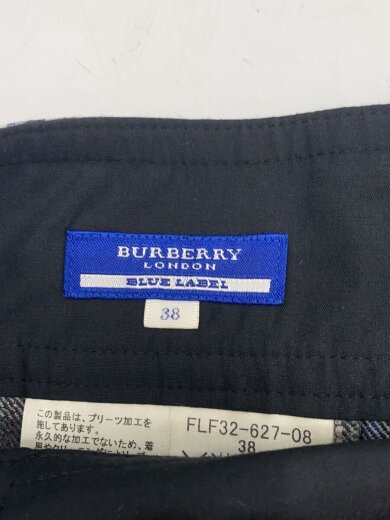 BURBERRY
LONDON
BLUE LABEL
38
この製品は、プリーツ加工を
施してあります。
永久的な加工でないため、着
FLF32-627-08
38